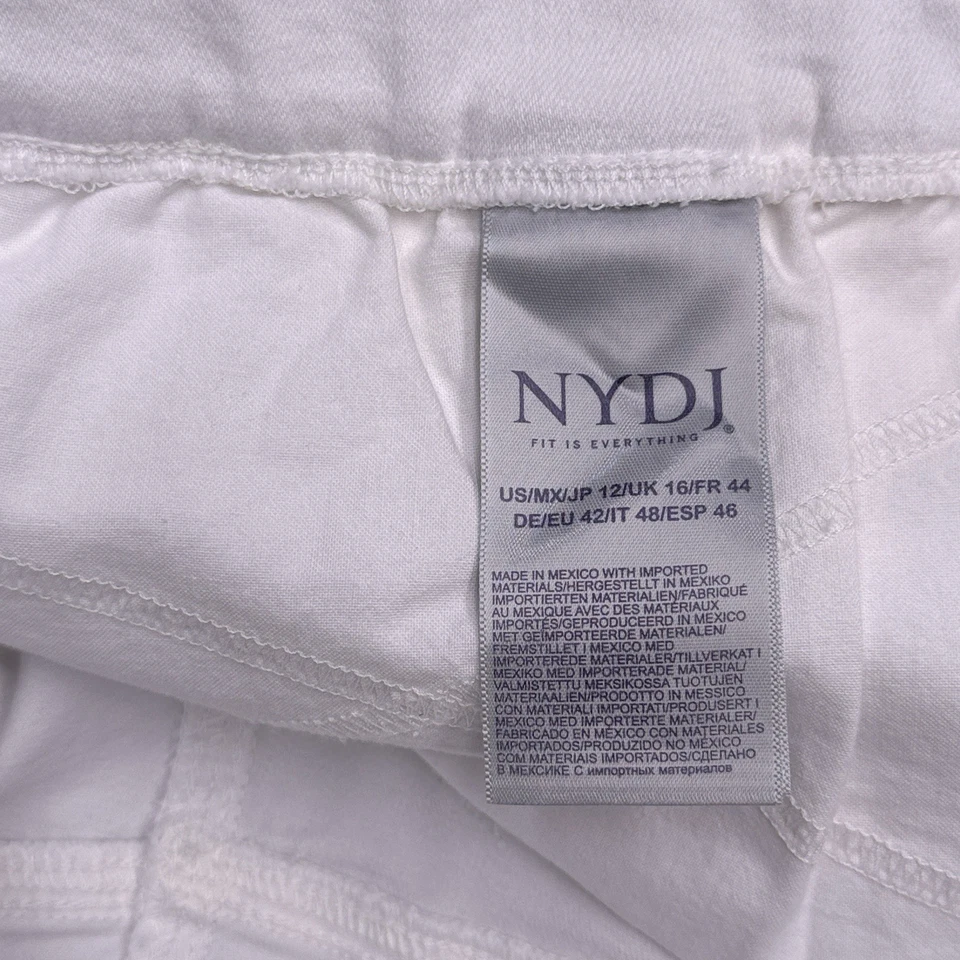 NYDJ®
FIT IS EVERYTHING
US/MX/JP 12/UK 16/FR 44
DE/EU 42/IT 48/ESP 46
MADE IN MEXICO WITH IMPORTED
MATERIALS/HERGESTELLT IN MEXIKO
IMPORTIERTEN MATERIALIEN/FABRIQUÉ
AU MEXIQUE AVEC DES MATÉRIAUX
IMPORTÉS/GEPRODUCEERD IN MEXICO
MET GEÏMPORTEERDE MATERIALEN/
FREMSTILLET I MEXICO MED
IMPORTEREDE MATERIALER/TILLVERKAT I
MEXIKO MED IMPORTERADE MATERIAL/
VALMISTETTU MEKSIKOSSA TUOTUJEN
MATERIAALIEN/PRODOTTO IN MESSICO
CON MATERIALI IMPORTATI/PRODUSERT I
MEXICO MED IMPORTERTE MATERIALER/
FABRICADO EN MÉXICO CON MATERIALES
IMPORTADOS/PRODUZIDO NO MÉXICO
COM MATERIAIS IMPORTADOS/СДЕЛАНО
В МЕКСИКЕ С импортных материалов